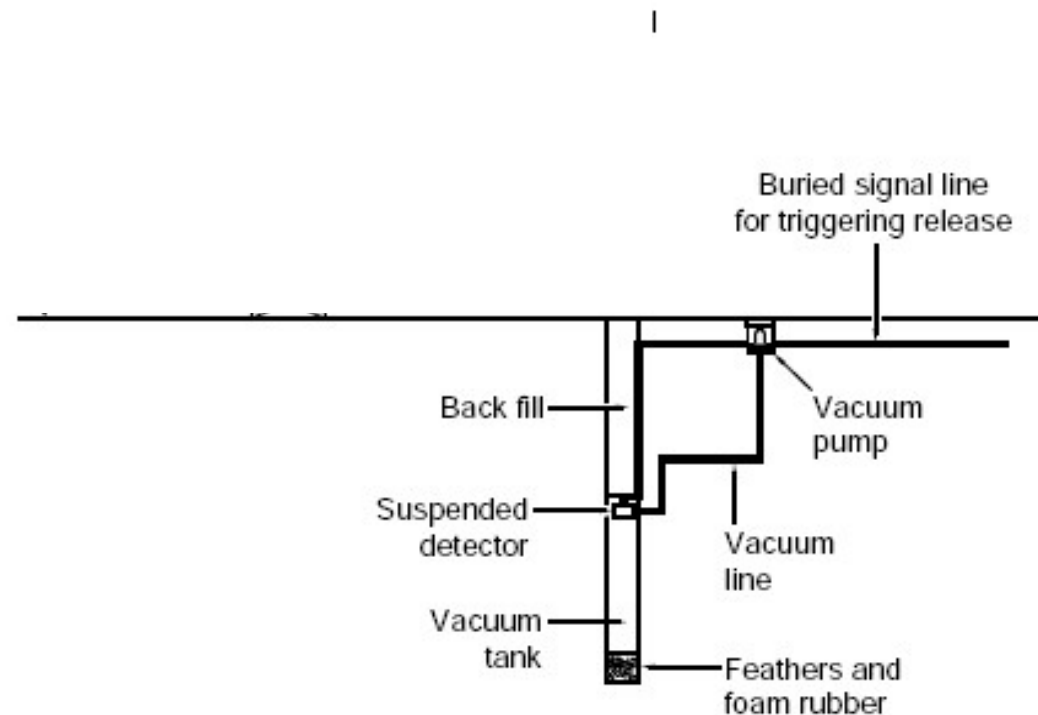 Buried signal line
for triggering release
Back fill
Vacuum
pump
Suspended
detector
Vacuum
line
Vacuum
tank
Feathers and
foam rubber